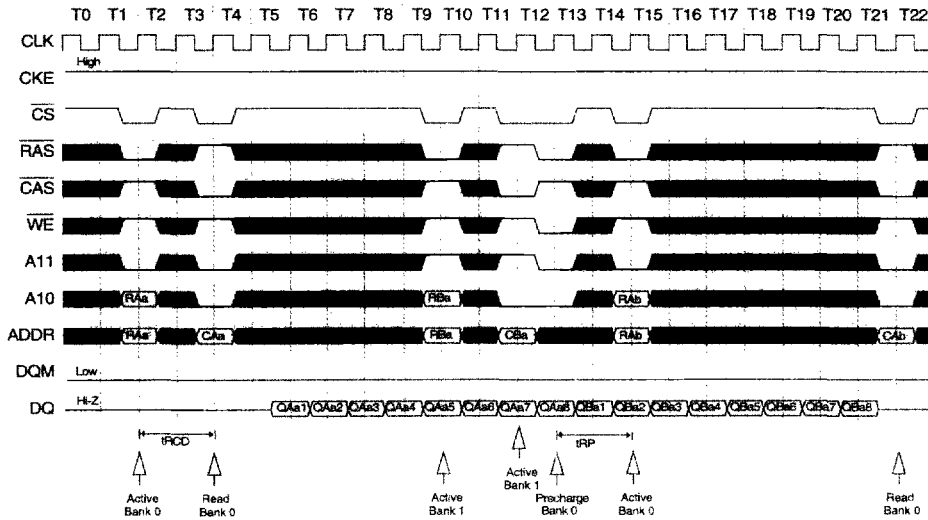 T0 T1 T2 T3 T4 T5 T6 T7 T8 T9 T10 T11 T12 T13 T14 T15 T16 T17 T18 T19 T20 T21 T22
CLK
High
CKE
CS
RAS
CAS
WE
A11
A10 RAa RBa RAb
ADDR RAa CAa RBa CBa RAb CAb
DQM Low
DQ Hi-Z QAa1 QAa2 QAa3 QAa4 QAa5 QAa6 QAa7 QAa8 QBa1 QBa2 QBa3 QBa4 QBa5 QBa6 QBa7 QBa8
tRCD tRP
Active Bank 0
Read Bank 0
Active Bank 1
Active Bank 1
Precharge Bank 0
Active Bank 0
Read Bank 0